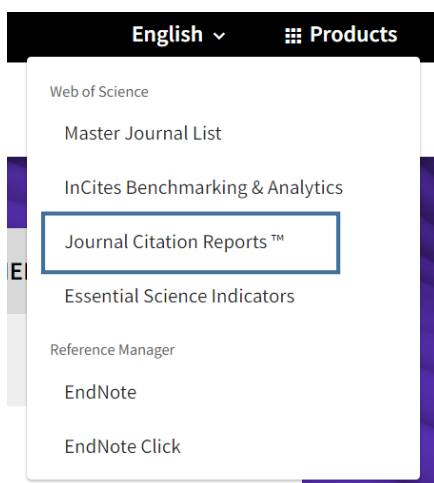 English Products
Web of Science
Master Journal List
InCites Benchmarking & Analytics
Journal Citation Reports™
Essential Science Indicators
Reference Manager
EndNote
EndNote Click